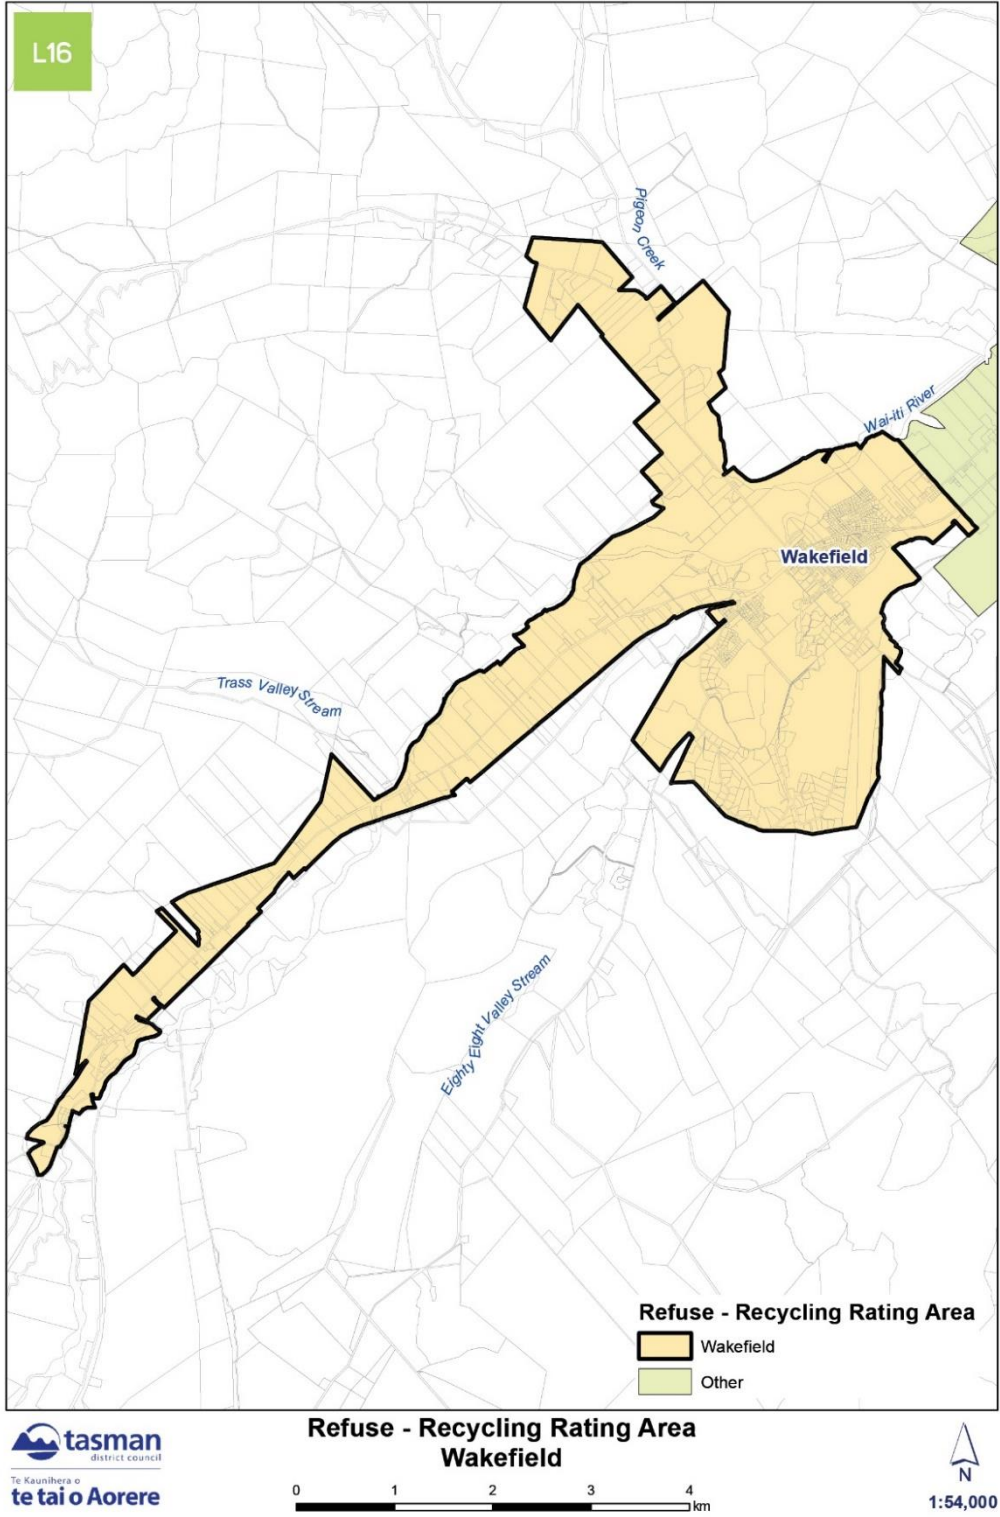 L16
Pigeon Creek
Wai-iti River
Wakefield
Trass Valley Stream
Eighty Eight Valley Stream
Refuse - Recycling Rating Area
Wakefield
Other
tasman
district council
Te Kaunihera o
te tai o Aorere
Refuse - Recycling Rating Area
Wakefield
0 1 2 3 4
km
N
1:54,000